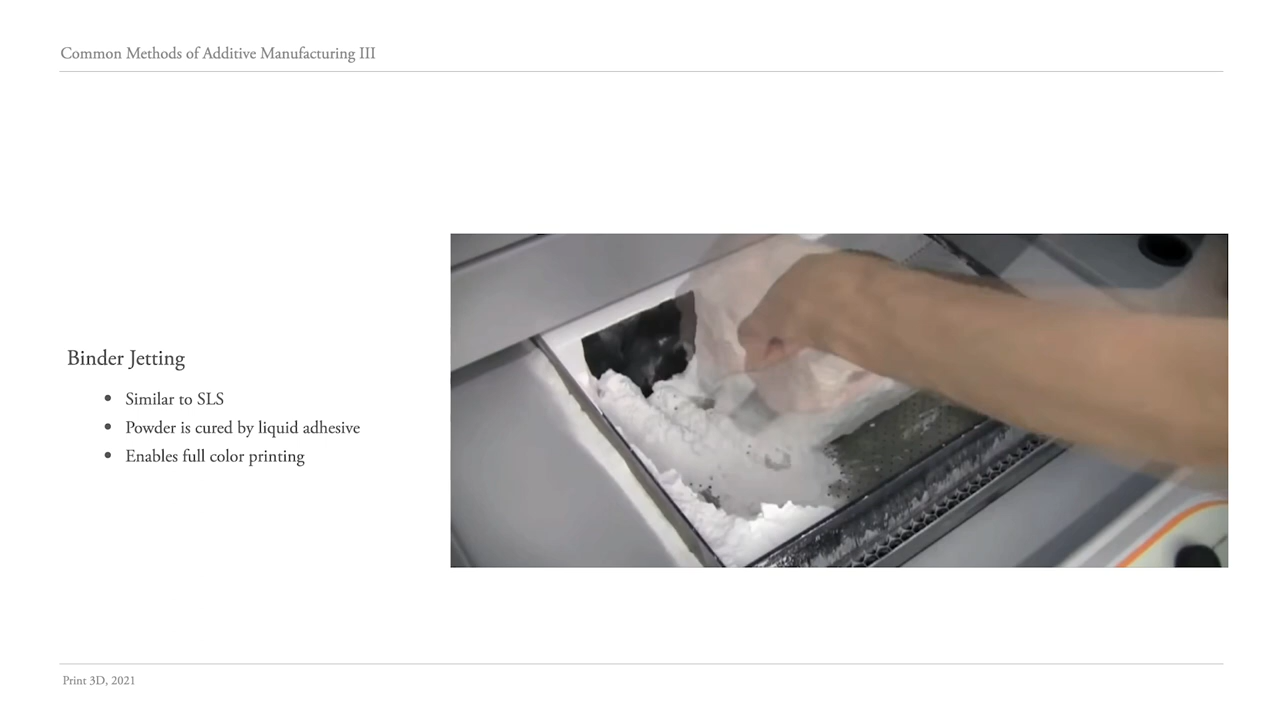 Common Methods of Additive Manufacturing III
Binder Jetting
Similar to SLS
Powder is cured by liquid adhesive
Enables full color printing
Print 3D, 2021